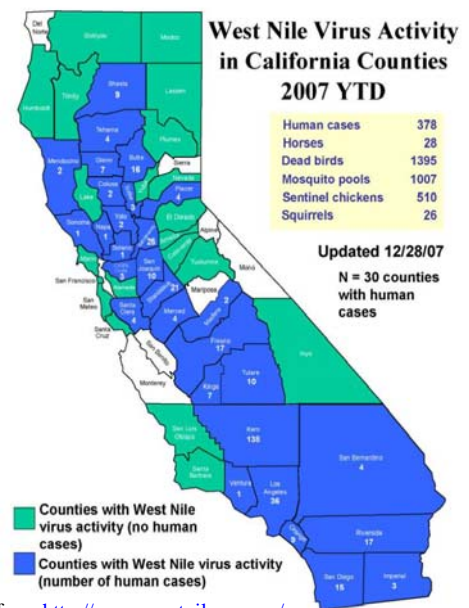 West Nile Virus Activity
in California Counties
2007 YTD
Human cases 378
Horses 28
Dead birds 1395
Mosquito pools 1007
Sentinel chickens 510
Squirrels 26
Updated 12/28/07
N = 30 counties
with human
cases
Del
Norte
Siskiyou
Modoc
Humboldt
Trinity
Shasta
9
Lassen
Tehama
4
Plumas
Mendocino
2
Glenn
7
Butte
16
Sierra
Nevada
Placer
4
Lake
Colusa
2
Yolo
2
El Dorado
Alpine
Sonoma
1
Napa
1
Solano
1
25
Marin
San Francisco
3
San
Joaquin
10
Tuolumne
Mono
Alameda
San
Mateo
Santa
Clara
4
21
Mariposa
Santa
Cruz
Merced
4
Madera
2
San Benito
Fresno
17
Inyo
Monterey
Kings
7
Tulare
10
San Luis
Obispo
Kern
138
San Bernardino
4
Santa
Barbara
Ventura
1
Los
Angeles
36
9
Riverside
17
San Diego
15
Imperial
3
Counties with West Nile
virus activity (no human
cases)
Counties with West Nile virus activity
(number of human cases)